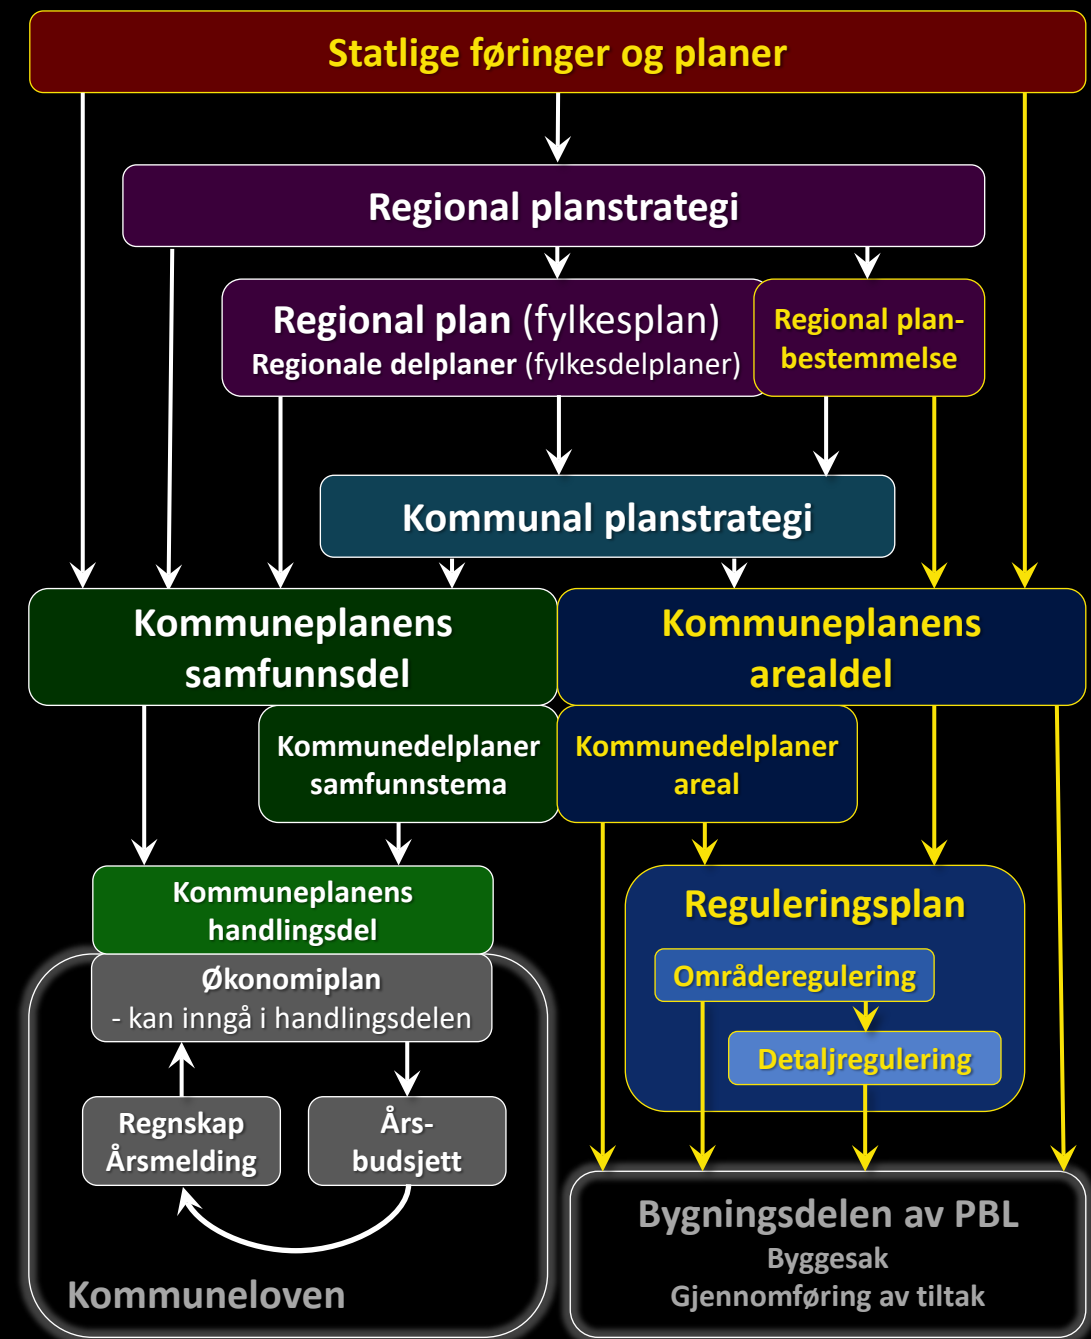 Statlige føringer og planer
Regional planstrategi
Regional plan (fylkesplan)
Regionale delplaner (fylkesdelplaner)
Regional plan-
bestemmelse
Kommunal planstrategi
Kommuneplanens
samfunnsdel
Kommuneplanens
arealdel
Kommunedelplaner
samfunnstema
Kommunedelplaner
areal
Kommuneplanens
handlingsdel
Økonomiplan
- kan inngå i handlingsdelen
Regnskap
Årsmelding
Års-
budsjett
Kommuneloven
Reguleringsplan
Områderegulering
Detaljregulering
Bygningsdelen av PBL
Byggesak
Gjennomføring av tiltak